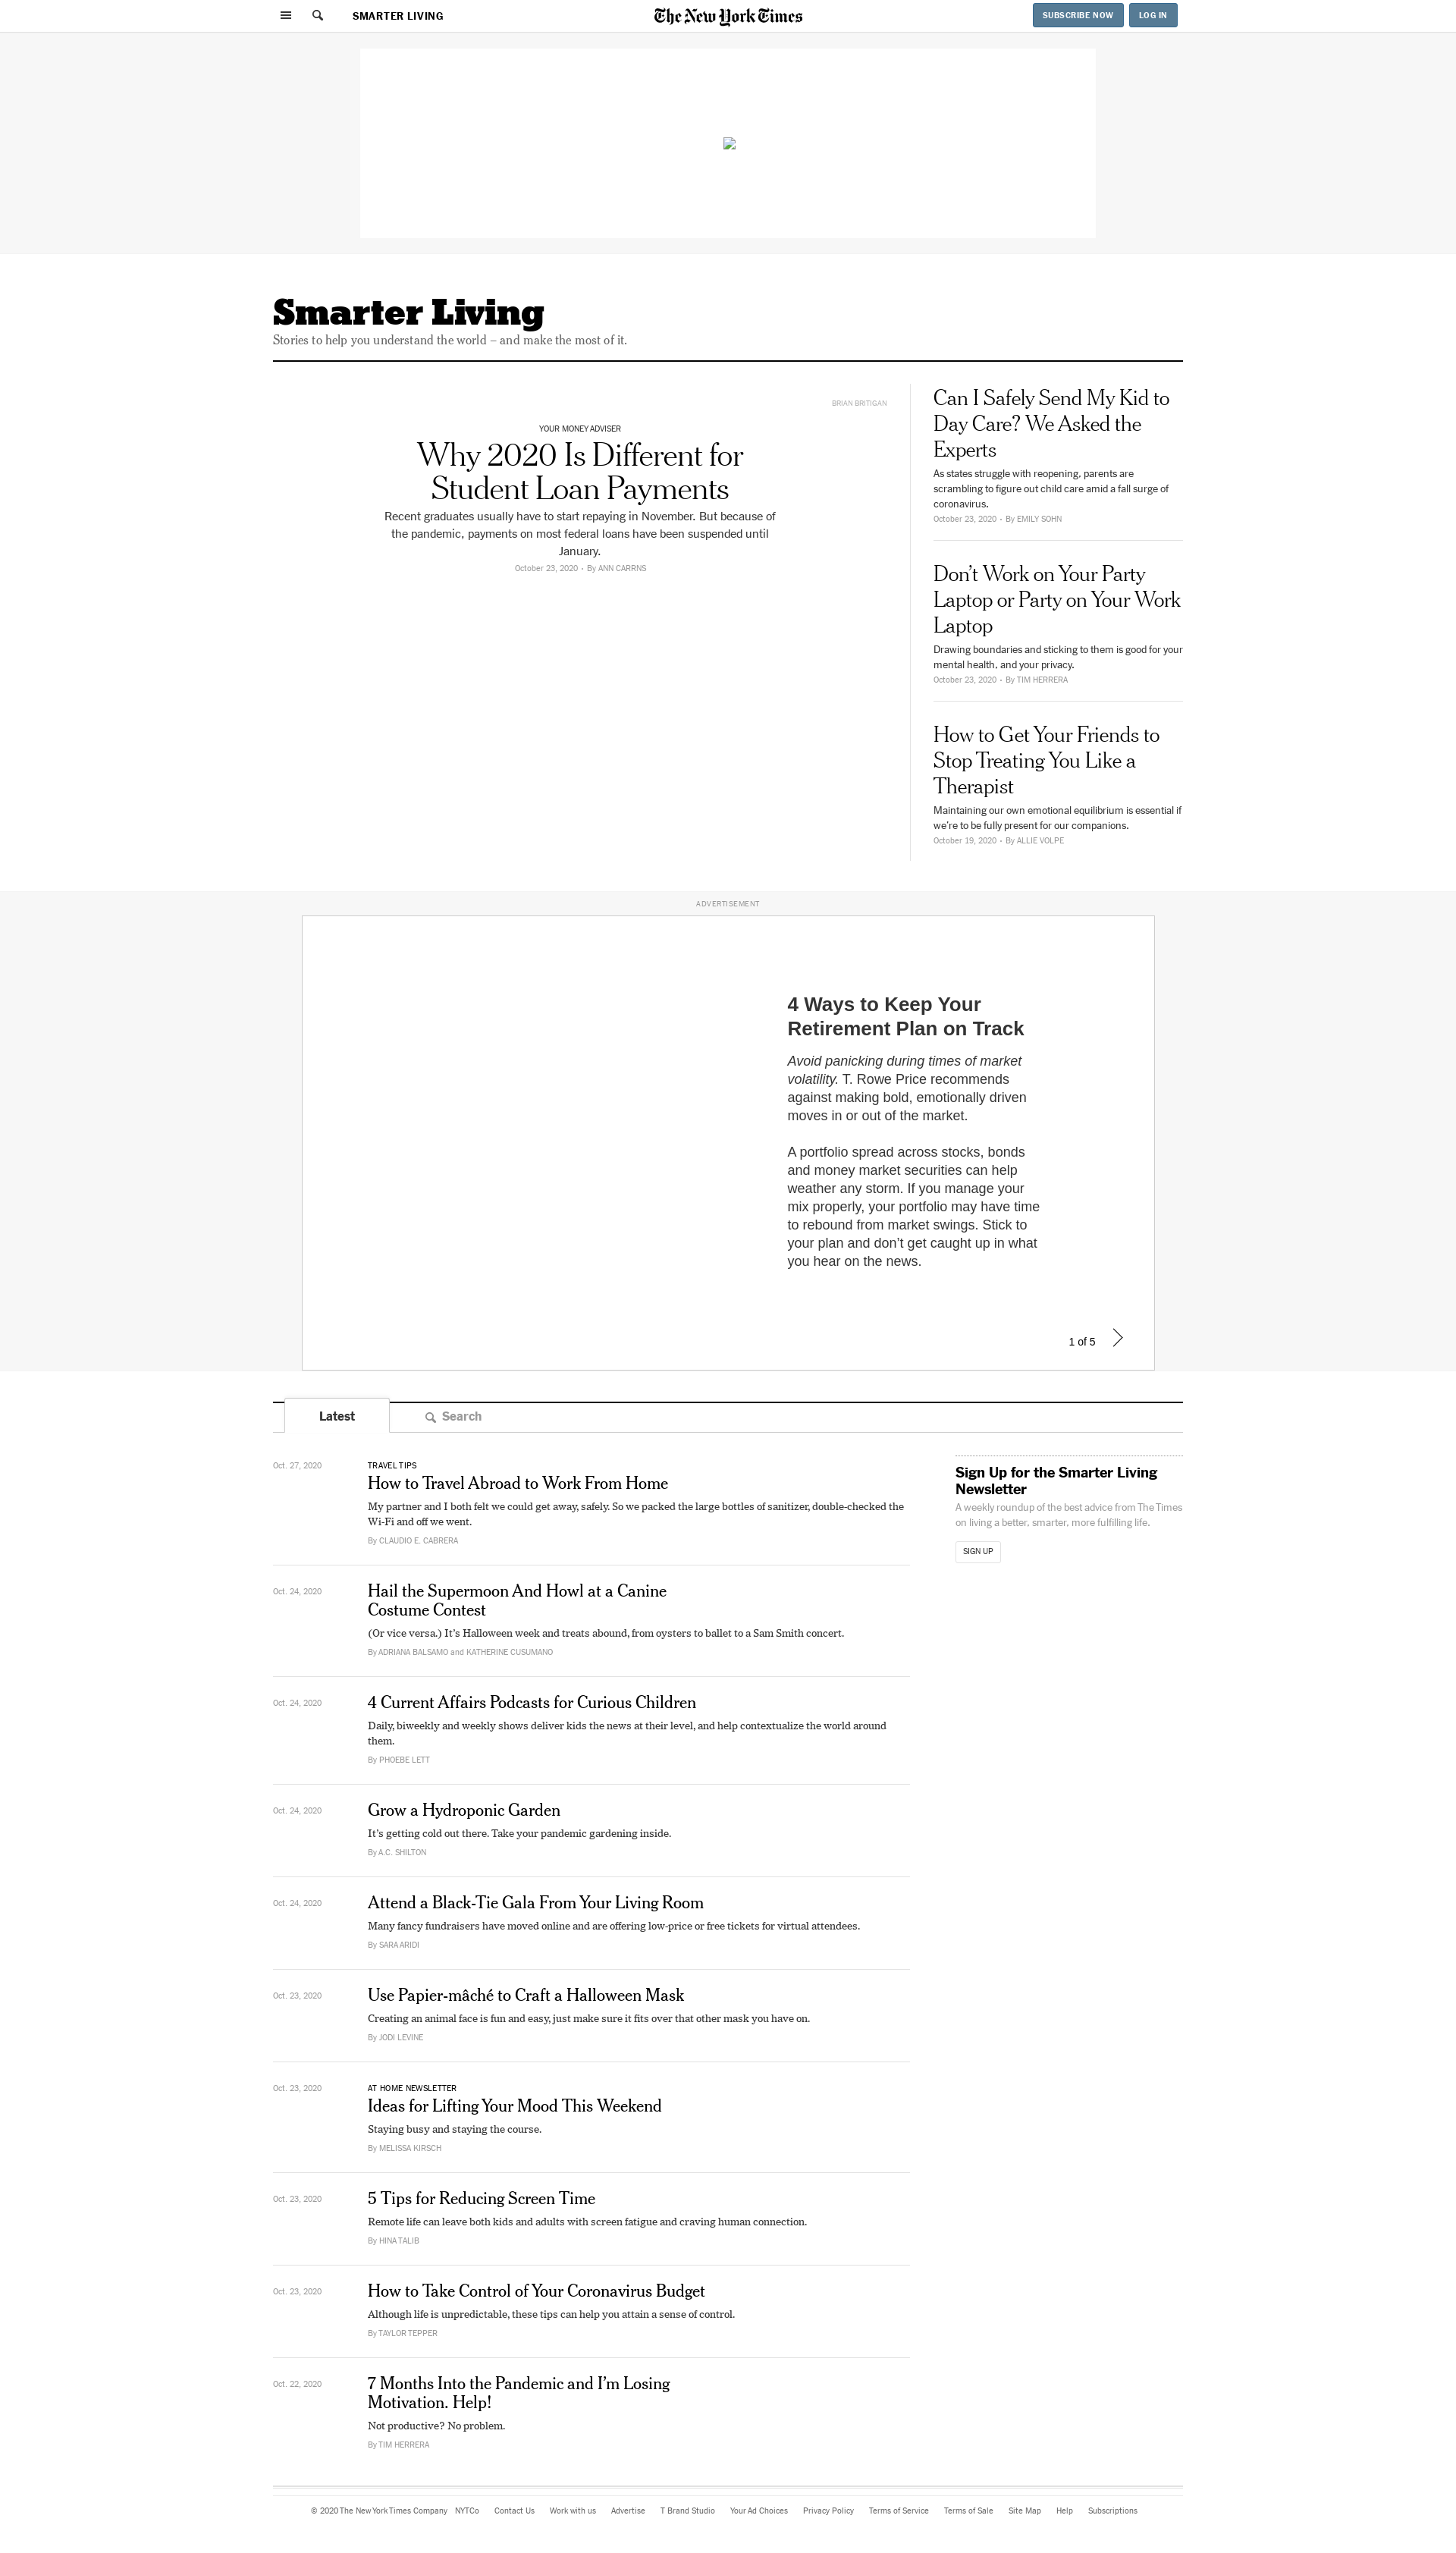 SMARTER LIVING
The New York Times
SUBSCRIBE NOW
LOG IN
Smarter Living
Stories to help you understand the world – and make the most of it.
BRIAN BRITIGAN
YOUR MONEY ADVISER
Why 2020 Is Different for
Student Loan Payments
Recent graduates usually have to start repaying in November. But because of
the pandemic, payments on most federal loans have been suspended until
January.
October 23, 2020 • By ANN CARRNS
Can I Safely Send My Kid to
Day Care? We Asked the
Experts
As states struggle with reopening, parents are
scrambling to figure out child care amid a fall surge of
coronavirus.
October 23, 2020 • By EMILY SOHN
Don’t Work on Your Party
Laptop or Party on Your Work
Laptop
Drawing boundaries and sticking to them is good for your
mental health, and your privacy.
October 23, 2020 • By TIM HERRERA
How to Get Your Friends to
Stop Treating You Like a
Therapist
Maintaining our own emotional equilibrium is essential if
we’re to be fully present for our companions.
October 19, 2020 • By ALLIE VOLPE
ADVERTISEMENT
4 Ways to Keep Your
Retirement Plan on Track
Avoid panicking during times of market
volatility. T. Rowe Price recommends
against making bold, emotionally driven
moves in or out of the market.
A portfolio spread across stocks, bonds
and money market securities can help
weather any storm. If you manage your
mix properly, your portfolio may have time
to rebound from market swings. Stick to
your plan and don’t get caught up in what
you hear on the news.
1 of 5
Latest
Search
Oct. 27, 2020
TRAVEL TIPS
How to Travel Abroad to Work From Home
My partner and I both felt we could get away, safely. So we packed the large bottles of sanitizer, double-checked the
Wi-Fi and off we went.
By CLAUDIO E. CABRERA
Sign Up for the Smarter Living
Newsletter
A weekly roundup of the best advice from The Times
on living a better, smarter, more fulfilling life.
SIGN UP
Oct. 24, 2020
Hail the Supermoon And Howl at a Canine
Costume Contest
(Or vice versa.) It’s Halloween week and treats abound, from oysters to ballet to a Sam Smith concert.
By ADRIANA BALSAMO and KATHERINE CUSUMANO
Oct. 24, 2020
4 Current Affairs Podcasts for Curious Children
Daily, biweekly and weekly shows deliver kids the news at their level, and help contextualize the world around
them.
By PHOEBE LETT
Oct. 24, 2020
Grow a Hydroponic Garden
It’s getting cold out there. Take your pandemic gardening inside.
By A.C. SHILTON
Oct. 24, 2020
Attend a Black-Tie Gala From Your Living Room
Many fancy fundraisers have moved online and are offering low-price or free tickets for virtual attendees.
By SARA ARIDI
Oct. 23, 2020
Use Papier-mâché to Craft a Halloween Mask
Creating an animal face is fun and easy, just make sure it fits over that other mask you have on.
By JODI LEVINE
Oct. 23, 2020
AT HOME NEWSLETTER
Ideas for Lifting Your Mood This Weekend
Staying busy and staying the course.
By MELISSA KIRSCH
Oct. 23, 2020
5 Tips for Reducing Screen Time
Remote life can leave both kids and adults with screen fatigue and craving human connection.
By HINA TALIB
Oct. 23, 2020
How to Take Control of Your Coronavirus Budget
Although life is unpredictable, these tips can help you attain a sense of control.
By TAYLOR TEPPER
Oct. 22, 2020
7 Months Into the Pandemic and I’m Losing
Motivation. Help!
Not productive? No problem.
By TIM HERRERA
© 2020 The New York Times Company NYTCo Contact Us Work with us Advertise T Brand Studio Your Ad Choices Privacy Policy Terms of Service Terms of Sale Site Map Help Subscriptions